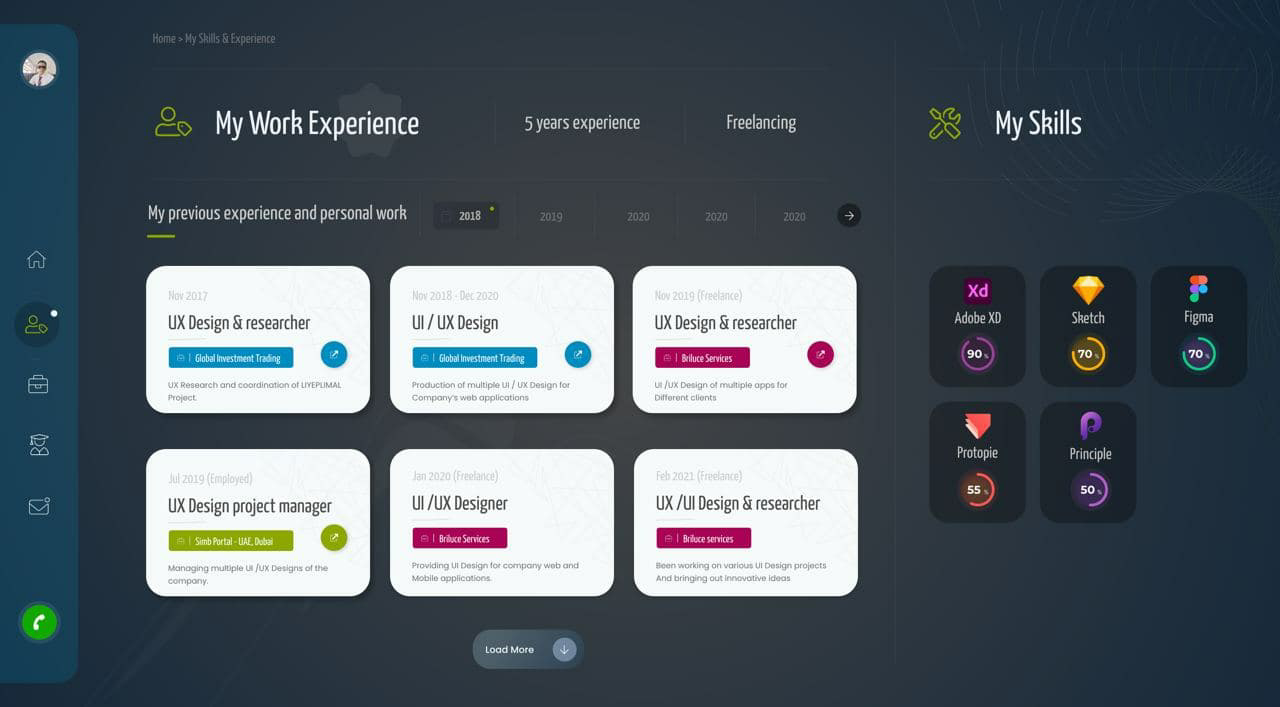 Home > My Skills & Experience
My Work Experience
5 years experience
Freelancing
My Skills
My previous experience and personal work
2018
2019
2020
2020
2020
Nov 2017
UX Design & researcher
Global Investment Trading
UX Research and coordination of LIYEPLIMAL
Project.
Nov 2018 - Dec 2020
UI / UX Design
Global Investment Trading
Production of multiple UI / UX Design for
Company's web applications
Nov 2019 (Freelance)
UX Design & researcher
Briluce Services
UI /UX Design of multiple apps for
Different clients
Jul 2019 (Employed)
UX Design project manager
Simb Portal - UAE, Dubai
Managing multiple UI /UX Designs of the
company.
Jan 2020 (Freelance)
UI /UX Designer
Briluce Services
Providing UI Design for company web and
Mobile applications.
Feb 2021 (Freelance)
UX /UI Design & researcher
Briluce services
Been working on various UI Design projects
And bringing out innovative ideas
Load More
Xd
Adobe XD
90 %
Sketch
70 %
Figma
70 %
Protopie
55 %
Principle
50 %